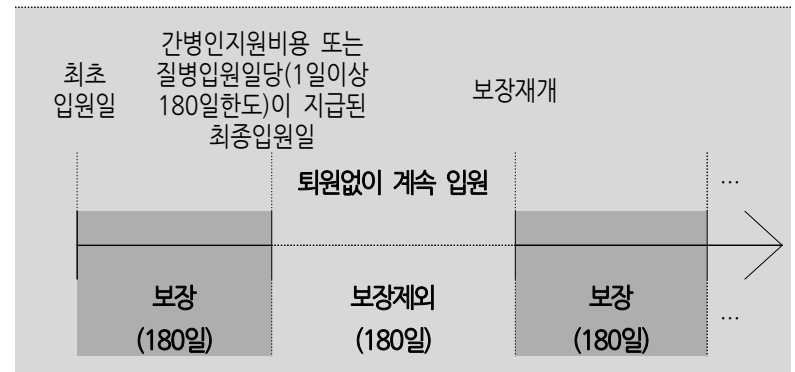 최초
입원일
간병인지원비용 또는
질병입원일당(1일이상
180일한도)이 지급된
최종입원일
보장재개
퇴원없이 계속 입원
…
보장
(180일)
보장제외
(180일)
보장
(180일)
…